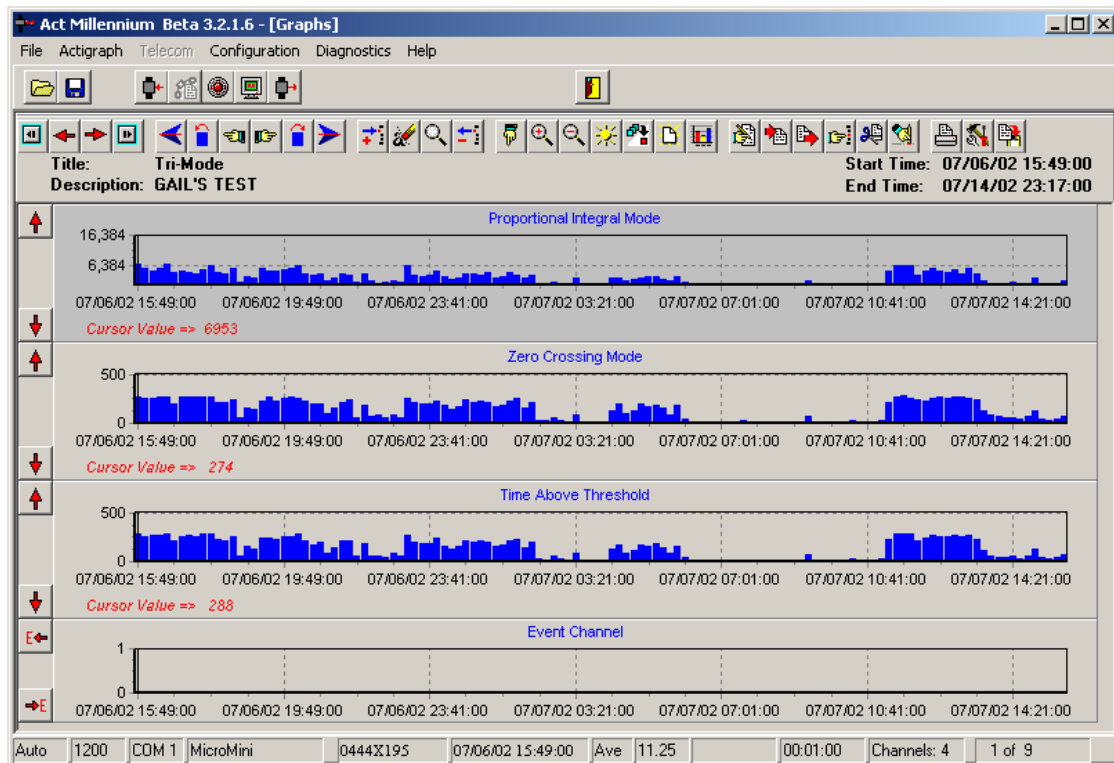 Act Millennium Beta 3.2.1.6 - [Graphs]
File Actigraph Telecom Configuration Diagnostics Help
Title: Tri-Mode
Start Time: 07/06/02 15:49:00
Description: GAIL'S TEST
End Time: 07/14/02 23:17:00
Proportional Integral Mode
16,384
6,384
07/06/02 15:49:00 07/06/02 19:49:00 07/06/02 23:41:00 07/07/02 03:21:00 07/07/02 07:01:00 07/07/02 10:41:00 07/07/02 14:21:00
Cursor Value => 6953
Zero Crossing Mode
500
0
07/06/02 15:49:00 07/06/02 19:49:00 07/06/02 23:41:00 07/07/02 03:21:00 07/07/02 07:01:00 07/07/02 10:41:00 07/07/02 14:21:00
Cursor Value => 274
Time Above Threshold
500
0
07/06/02 15:49:00 07/06/02 19:49:00 07/06/02 23:41:00 07/07/02 03:21:00 07/07/02 07:01:00 07/07/02 10:41:00 07/07/02 14:21:00
Cursor Value => 288
E
Event Channel
1
0
E
07/06/02 15:49:00 07/06/02 19:49:00 07/06/02 23:41:00 07/07/02 03:21:00 07/07/02 07:01:00 07/07/02 10:41:00 07/07/02 14:21:00
Auto 1200 COM 1 MicroMini 0444X195 07/06/02 15:49:00 Ave 11.25 00:01:00 Channels: 4 1 of 9